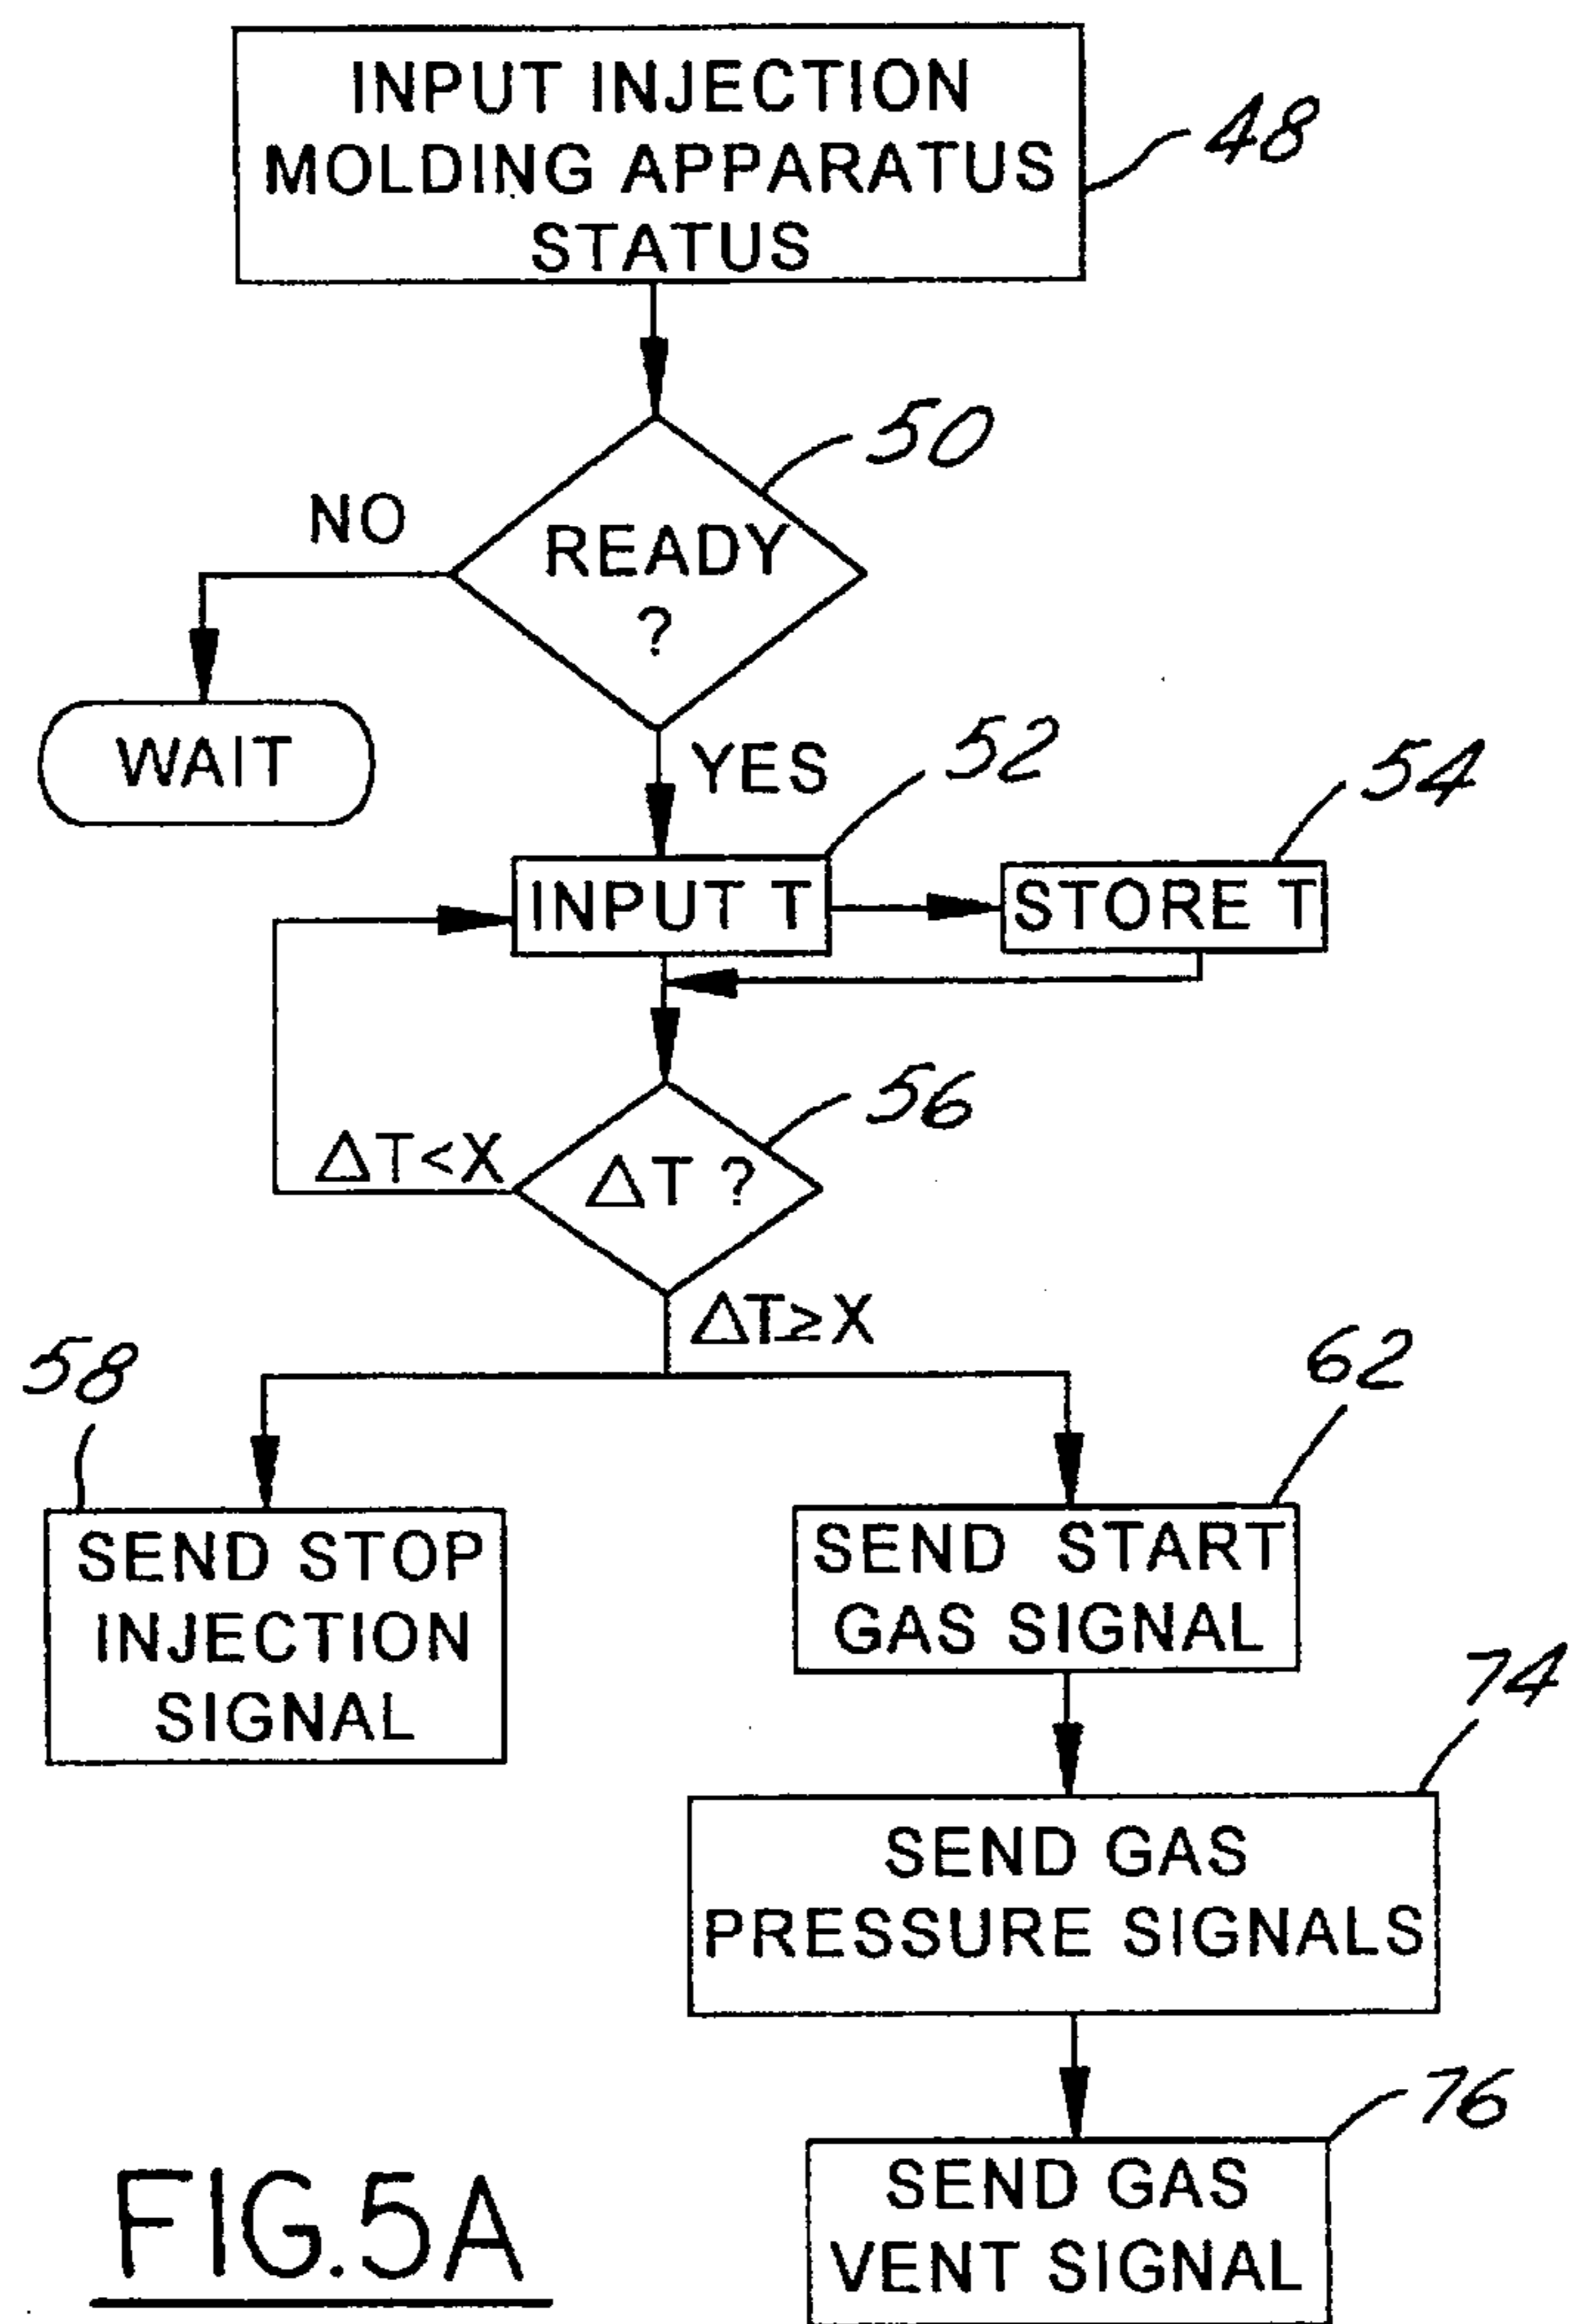 INPUT INJECTION
MOLDING APPARATUS
STATUS
48
50
NO
READY
?
WAIT
YES
52
54
INPUT T
STORE T
56
ΔT<X
ΔT ?
ΔT≥X
58
62
SEND STOP
INJECTION
SIGNAL
SEND START
GAS SIGNAL
74
SEND GAS
PRESSURE SIGNALS
76
SEND GAS
VENT SIGNAL
FIG.5A